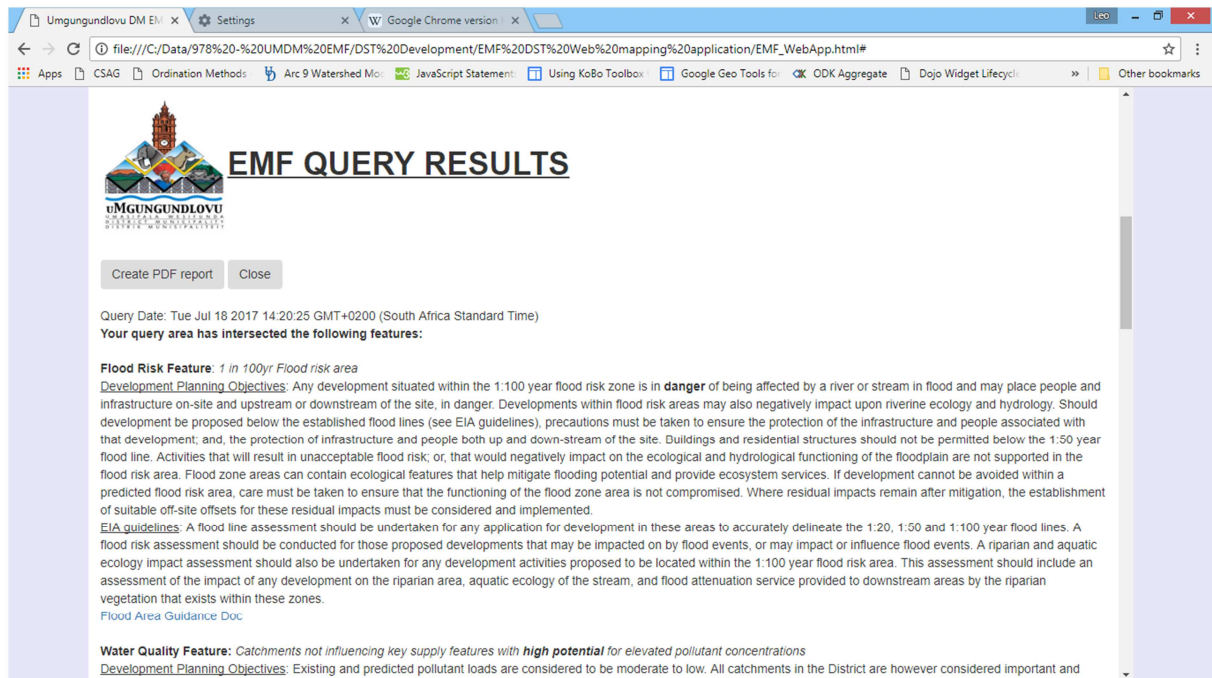 Umgungundlovu DM EM
Settings
Google Chrome version
Leo
file:///C:/Data/978%20-%20UMDM%20EMF/DST%20Development/EMF%20DST%20Web%20mapping%20application/EMF_WebApp.html#
Apps CSAG Ordination Methods Arc 9 Watershed Mod JavaScript Statements Using KoBo Toolbox Google Geo Tools for ODK Aggregate Dojo Widget Lifecycle » Other bookmarks
EMF QUERY RESULTS
uMGUNGUNDLOVU
UMASIPALA WESIFUNDA
DISTRICT MUNICIPALITY
DISTRIK MUNISIPALITEIT
Create PDF report Close
Query Date: Tue Jul 18 2017 14:20:25 GMT+0200 (South Africa Standard Time)
Your query area has intersected the following features:
Flood Risk Feature: 1 in 100yr Flood risk area
Development Planning Objectives: Any development situated within the 1:100 year flood risk zone is in danger of being affected by a river or stream in flood and may place people and
infrastructure on-site and upstream or downstream of the site, in danger. Developments within flood risk areas may also negatively impact upon riverine ecology and hydrology. Should
development be proposed below the established flood lines (see EIA guidelines), precautions must be taken to ensure the protection of the infrastructure and people associated with
that development; and, the protection of infrastructure and people both up and down-stream of the site. Buildings and residential structures should not be permitted below the 1:50 year
flood line. Activities that will result in unacceptable flood risk; or, that would negatively impact on the ecological and hydrological functioning of the floodplain are not supported in the
flood risk area. Flood zone areas can contain ecological features that help mitigate flooding potential and provide ecosystem services. If development cannot be avoided within a
predicted flood risk area, care must be taken to ensure that the functioning of the flood zone area is not compromised. Where residual impacts remain after mitigation, the establishment
of suitable off-site offsets for these residual impacts must be considered and implemented.
EIA guidelines: A flood line assessment should be undertaken for any application for development in these areas to accurately delineate the 1:20, 1:50 and 1:100 year flood lines. A
flood risk assessment should be conducted for those proposed developments that may be impacted on by flood events, or may impact or influence flood events. A riparian and aquatic
ecology impact assessment should also be undertaken for any development activities proposed to be located within the 1:100 year flood risk area. This assessment should include an
assessment of the impact of any development on the riparian area, aquatic ecology of the stream, and flood attenuation service provided to downstream areas by the riparian
vegetation that exists within these zones.
Flood Area Guidance Doc
Water Quality Feature: Catchments not influencing key supply features with high potential for elevated pollutant concentrations
Development Planning Objectives: Existing and predicted pollutant loads are considered to be moderate to low. All catchments in the District are however considered important and